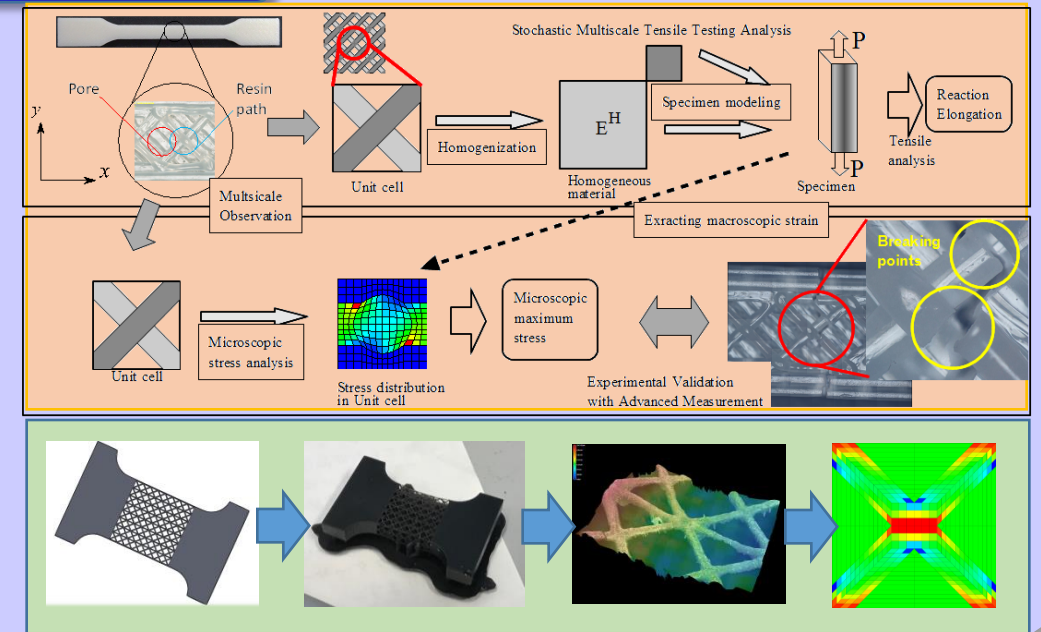 Stochastic Multiscale Tensile Testing Analysis
Pore
Resin
path
y
x
Unit cell
Homogenization
E^H
Homogeneous
material
Specimen modeling
P
P
Specimen
Tensile
analysis
Reaction
Elongation
Multscale
Observation
Extracting macroscopic strain
Unit cell
Microscopic
stress analysis
Stress distribution
in Unit cell
Microscopic
maximum
stress
Experimental Validation
with Advanced Measurement
Breaking
points